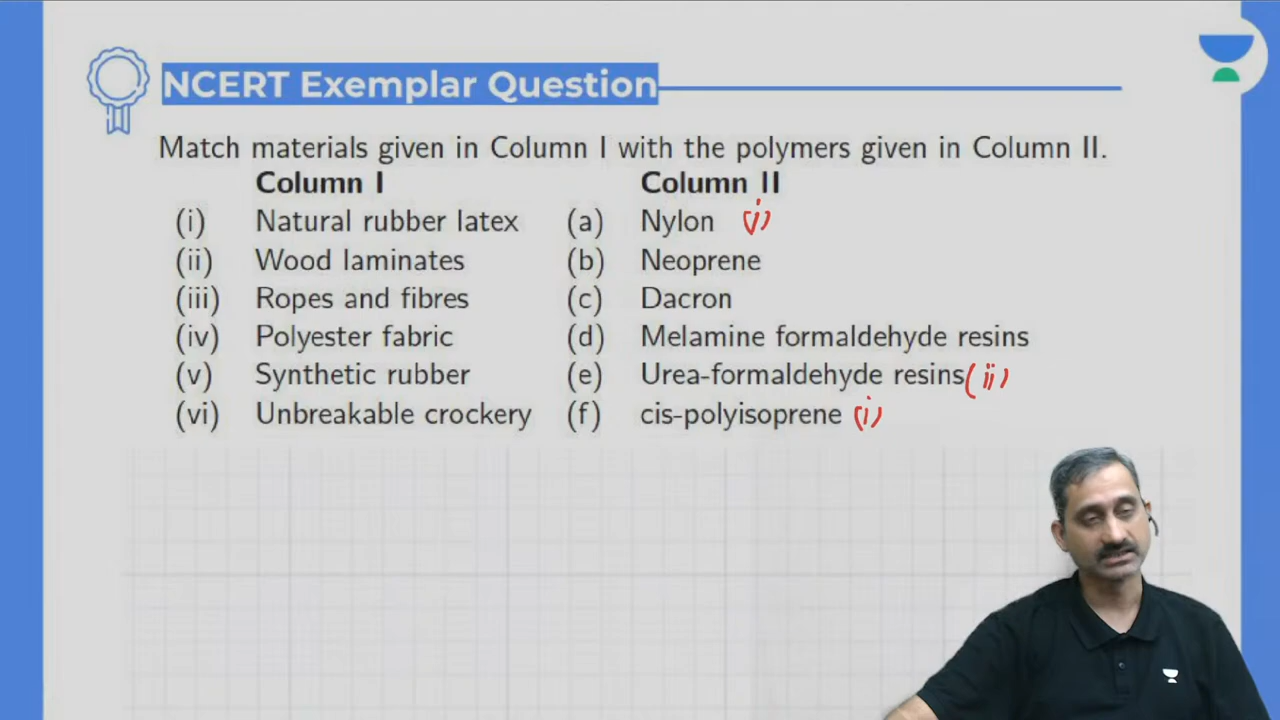 NCERT Exemplar Question
Match materials given in Column I with the polymers given in Column II.
Column I Column II
(i) Natural rubber latex (a) Nylon (i)
(ii) Wood laminates (b) Neoprene
(iii) Ropes and fibres (c) Dacron
(iv) Polyester fabric (d) Melamine formaldehyde resins
(v) Synthetic rubber (e) Urea-formaldehyde resins (ii)
(vi) Unbreakable crockery (f) cis-polyisoprene (i)